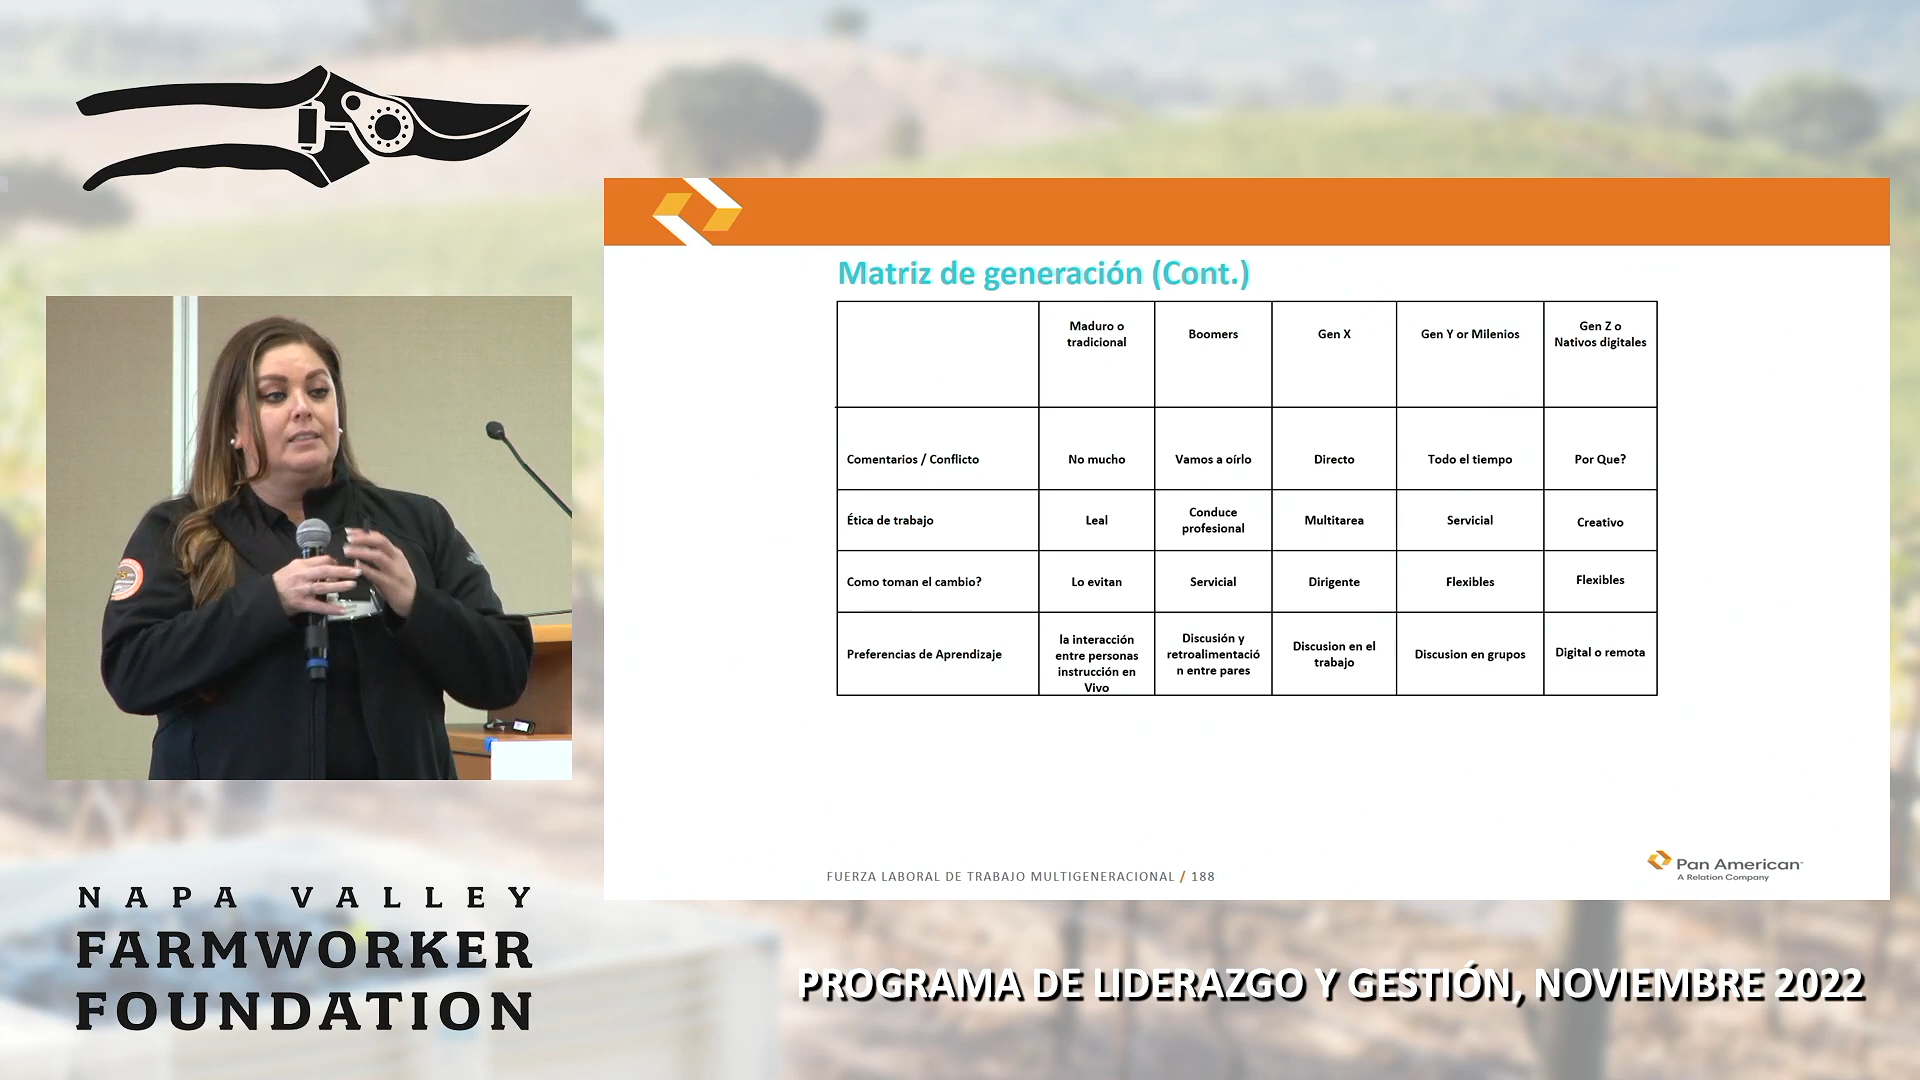 Matriz de generación (Cont.)
Maduro o
tradicional
Boomers
Gen X
Gen Y or Milenios
Gen Z o
Nativos digitales
Comentarios / Conflicto
No mucho
Vamos a oírlo
Directo
Todo el tiempo
Por Que?
Ética de trabajo
Leal
Conduce
profesional
Multitarea
Servicial
Creativo
Como toman el cambio?
Lo evitan
Servicial
Dirigente
Flexibles
Flexibles
Preferencias de Aprendizaje
la interacción
entre personas
instrucción en
Vivo
Discusión y
retroalimentació
n entre pares
Discusion en el
trabajo
Discusion en grupos
Digital o remota
FUERZA LABORAL DE TRABAJO MULTIGENERACIONAL / 188
Pan American
A Relation Company
NAPA VALLEY
FARMWORKER
FOUNDATION
PROGRAMA DE LIDERAZGO Y GESTIÓN, NOVIEMBRE 2022